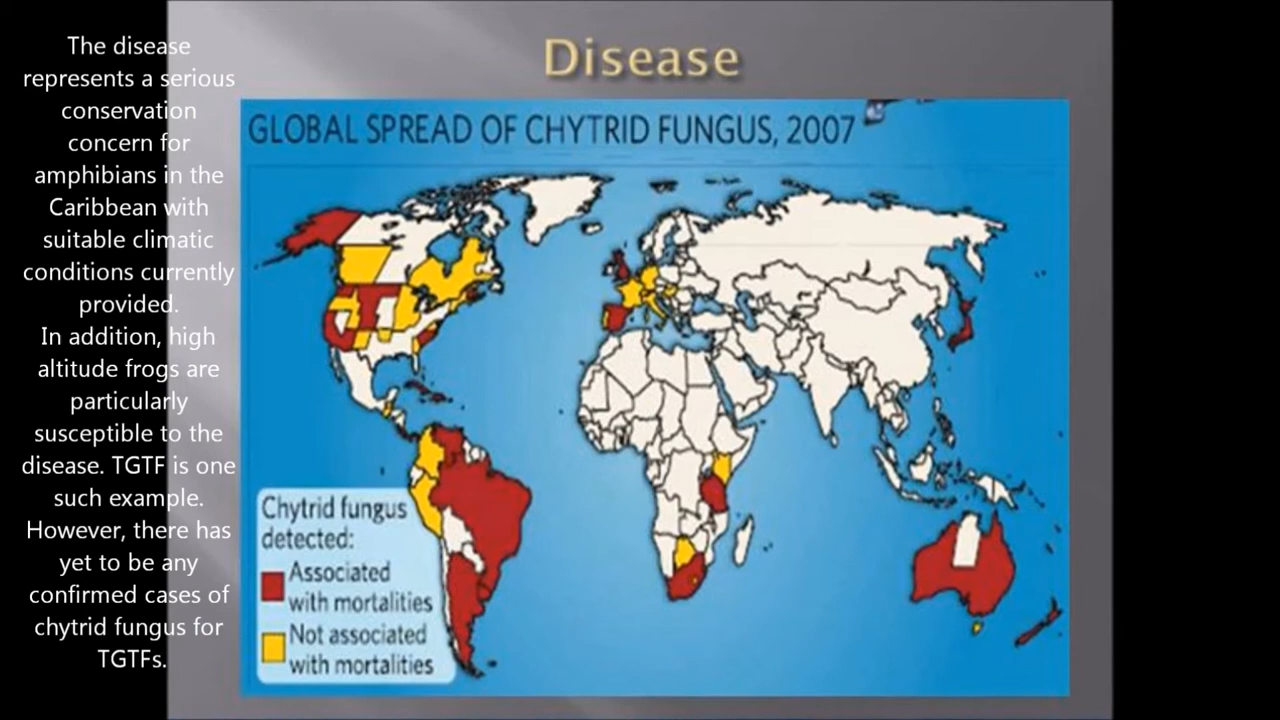 The disease
represents a serious
conservation
concern for
amphibians in the
Caribbean with
suitable climatic
conditions currently
provided.
In addition, high
altitude frogs are
particularly
susceptible to the
disease. TGTF is one
such example.
However, there has
yet to be any
confirmed cases of
chytrid fungus for
TGTFs.
Disease
GLOBAL SPREAD OF CHYTRID FUNGUS, 2007
Chytrid fungus
detected:
Associated
with mortalities
Not associated
with mortalities